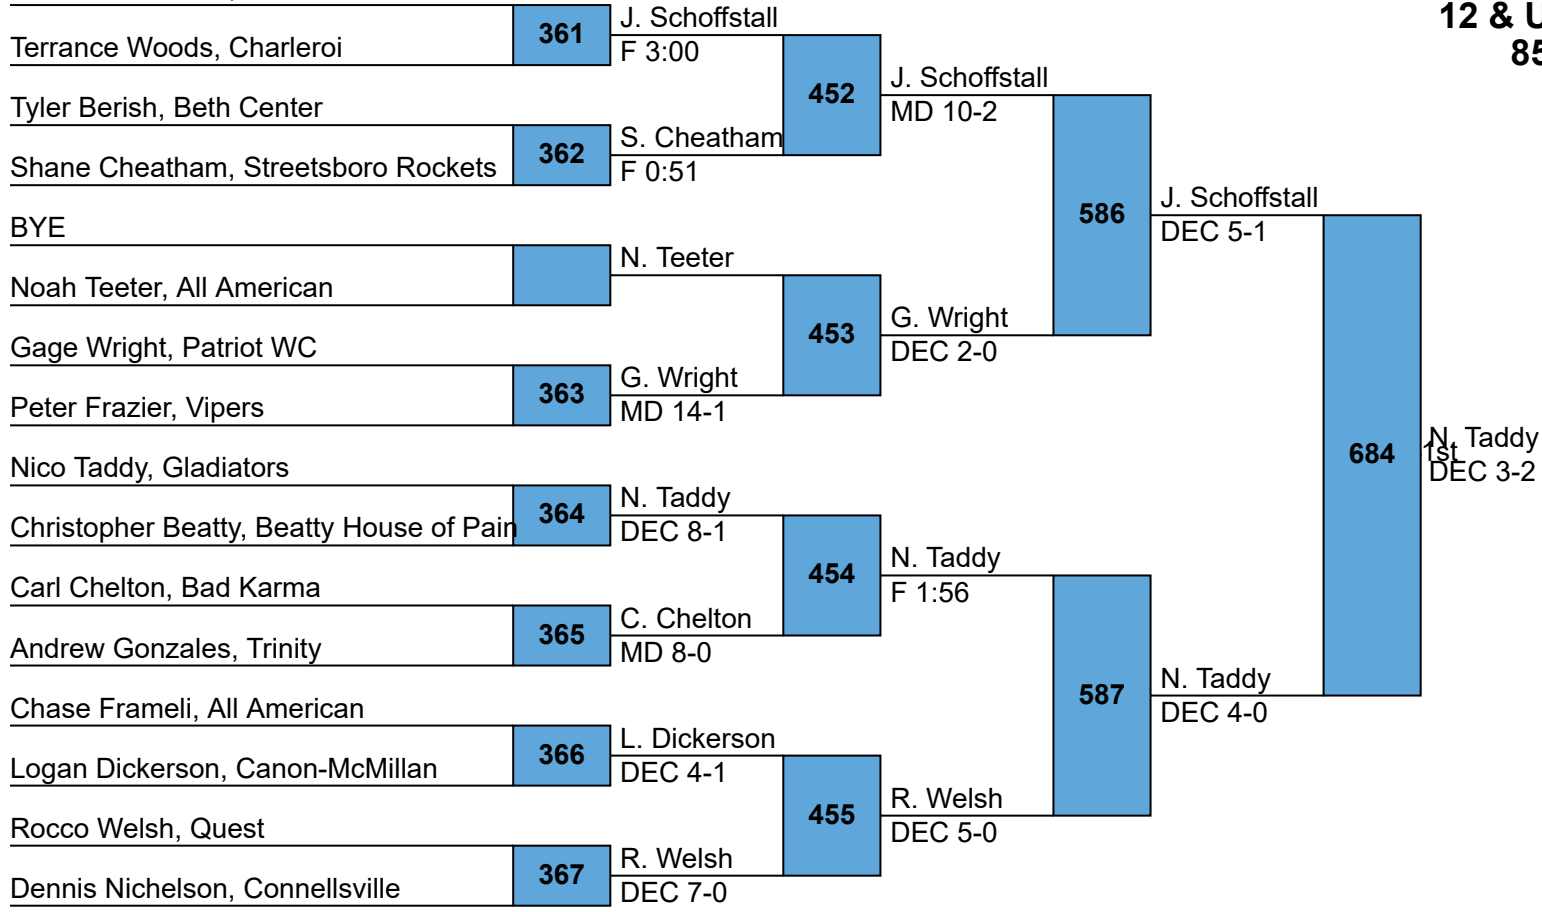 12 & U
85
Terrance Woods, Charleroi
361
J. Schoffstall
F 3:00
Tyler Berish, Beth Center
Shane Cheatham, Streetsboro Rockets
362
S. Cheatham
F 0:51
452
J. Schoffstall
MD 10-2
BYE
Noah Teeter, All American
N. Teeter
Gage Wright, Patriot WC
Peter Frazier, Vipers
363
G. Wright
MD 14-1
453
G. Wright
DEC 2-0
586
J. Schoffstall
DEC 5-1
Nico Taddy, Gladiators
Christopher Beatty, Beatty House of Pain
364
N. Taddy
DEC 8-1
Carl Chelton, Bad Karma
Andrew Gonzales, Trinity
365
C. Chelton
MD 8-0
454
N. Taddy
F 1:56
Chase Frameli, All American
Logan Dickerson, Canon-McMillan
366
L. Dickerson
DEC 4-1
Rocco Welsh, Quest
Dennis Nichelson, Connellsville
367
R. Welsh
DEC 7-0
455
R. Welsh
DEC 5-0
587
N. Taddy
DEC 4-0
684
1st
N. Taddy
DEC 3-2